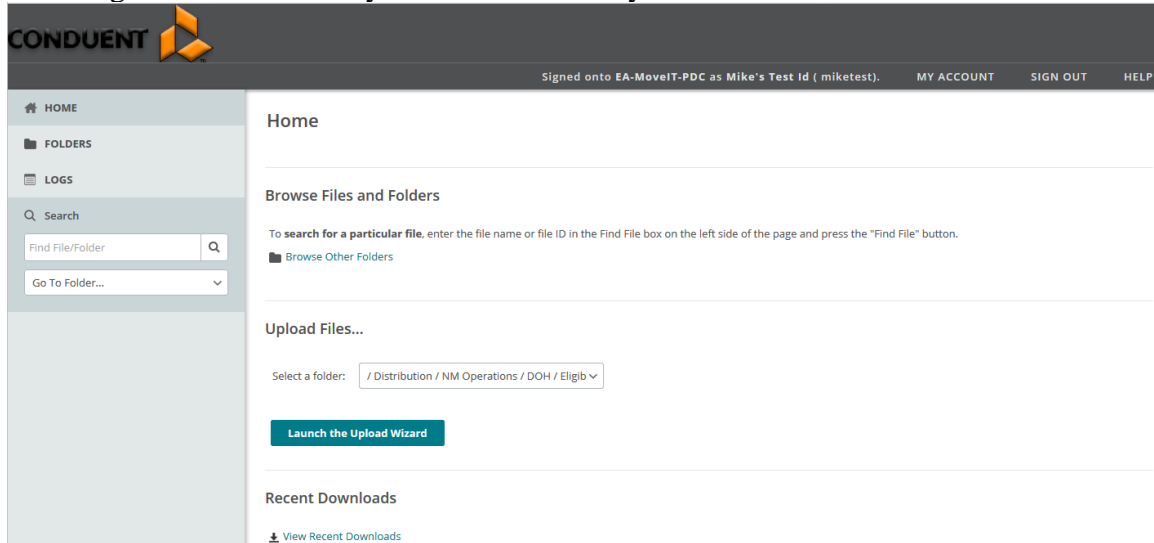 CONDUENT
Signed onto EA-MoveIT-PDC as Mike's Test Id ( miketest). MY ACCOUNT SIGN OUT HELP
HOME
FOLDERS
LOGS
Search
Find File/Folder
Go To Folder...
Home
Browse Files and Folders
To search for a particular file, enter the file name or file ID in the Find File box on the left side of the page and press the "Find File" button.
Browse Other Folders
Upload Files...
Select a folder: / Distribution / NM Operations / DOH / Eligib
Launch the Upload Wizard
Recent Downloads
View Recent Downloads